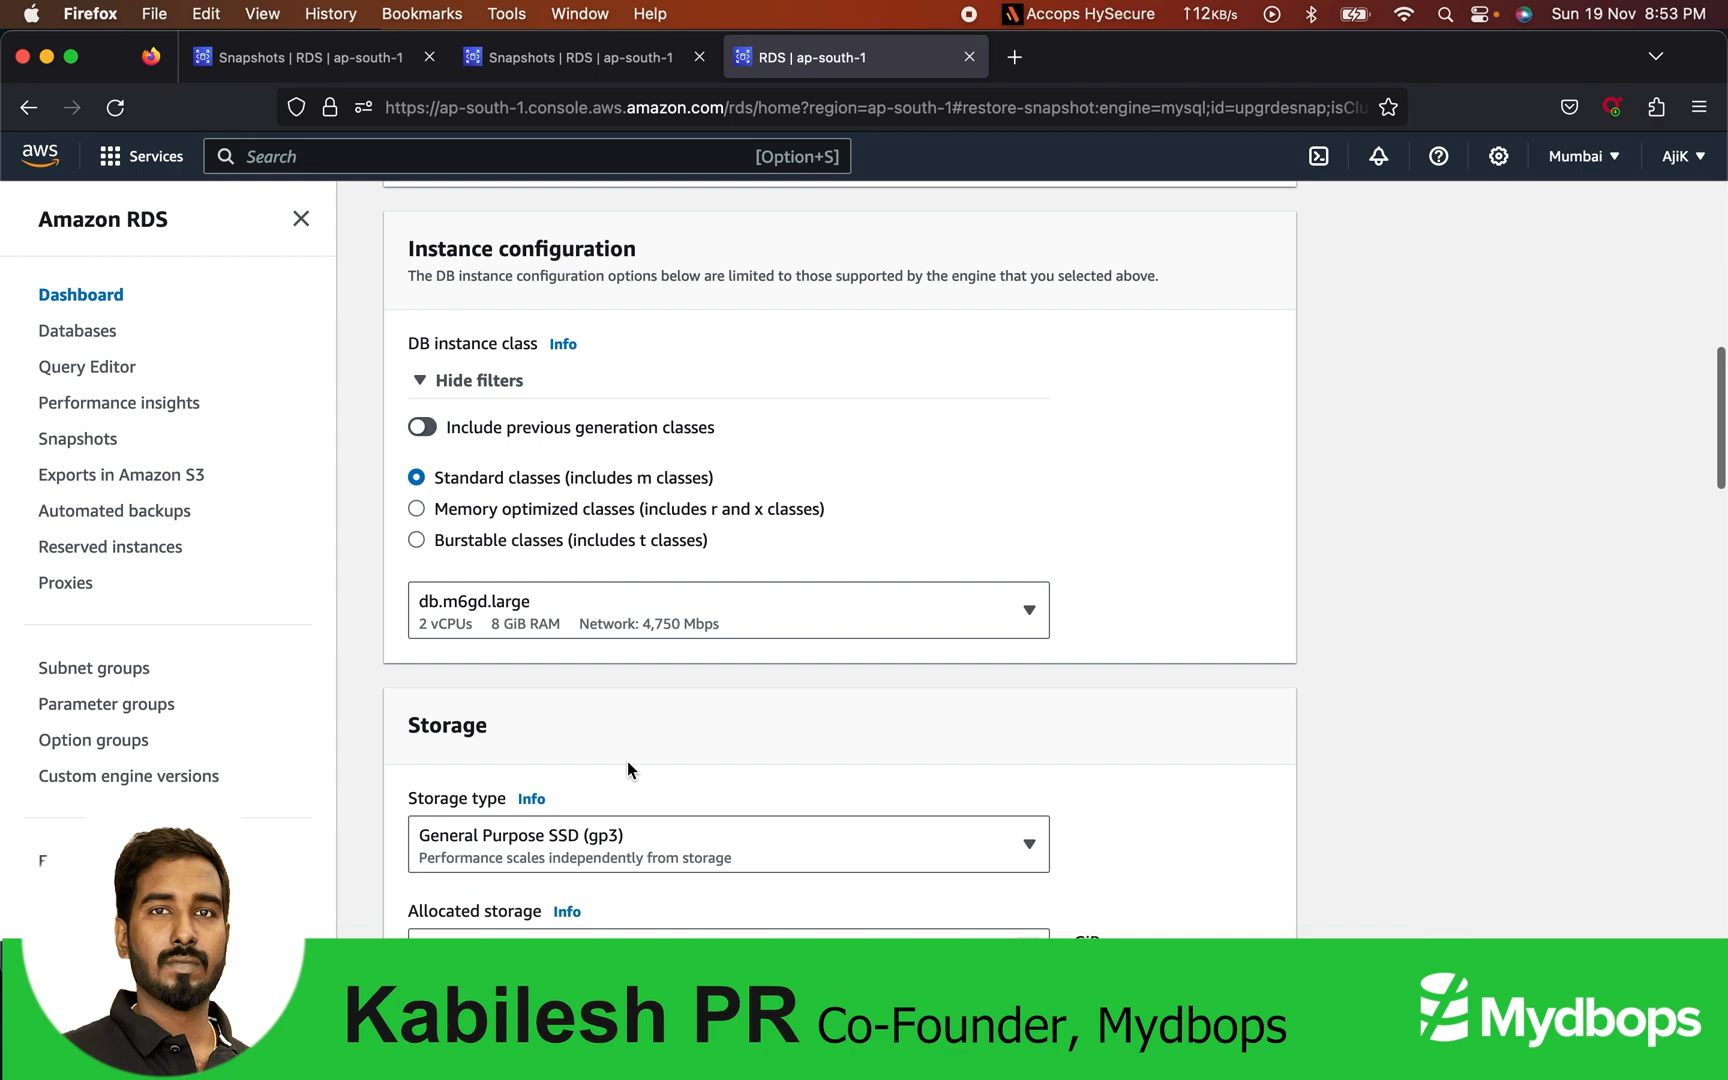 Firefox File Edit View History Bookmarks Tools Window Help Accops HySecure ↑12KB/s Sun 19 Nov 8:53 PM
Snapshots | RDS | ap-south-1 Snapshots | RDS | ap-south-1 RDS | ap-south-1
https://ap-south-1.console.aws.amazon.com/rds/home?region=ap-south-1#restore-snapshot:engine=mysql;id=upgrdesnap;isClu
aws Services Search [Option+S] Mumbai AjiK
Amazon RDS
Dashboard
Databases
Query Editor
Performance insights
Snapshots
Exports in Amazon S3
Automated backups
Reserved instances
Proxies
Subnet groups
Parameter groups
Option groups
Custom engine versions
Instance configuration
The DB instance configuration options below are limited to those supported by the engine that you selected above.
DB instance class Info
Hide filters
Include previous generation classes
Standard classes (includes m classes)
Memory optimized classes (includes r and x classes)
Burstable classes (includes t classes)
db.m6gd.large
2 vCPUs 8 GiB RAM Network: 4,750 Mbps
Storage
Storage type Info
General Purpose SSD (gp3)
Performance scales independently from storage
Allocated storage Info
Kabilesh PR Co-Founder, Mydbops
Mydbops